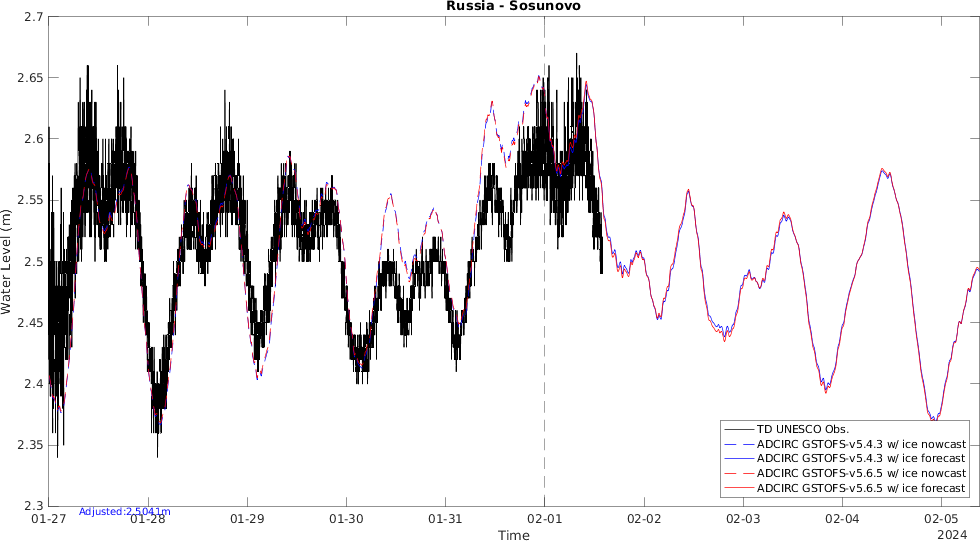 Russia - Sosunovo
2.7
2.65
2.6
2.55
2.5
2.45
2.4
2.35
2.3
Water Level (m)
TD UNESCO Obs.
ADCIRC GSTOFS-v5.4.3 w/ ice nowcast
ADCIRC GSTOFS-v5.4.3 w/ ice forecast
ADCIRC GSTOFS-v5.6.5 w/ ice nowcast
ADCIRC GSTOFS-v5.6.5 w/ ice forecast
Adjusted:2.5041m
01-27 01-28 01-29 01-30 01-31 02-01 02-02 02-03 02-04 02-05
2024
Time